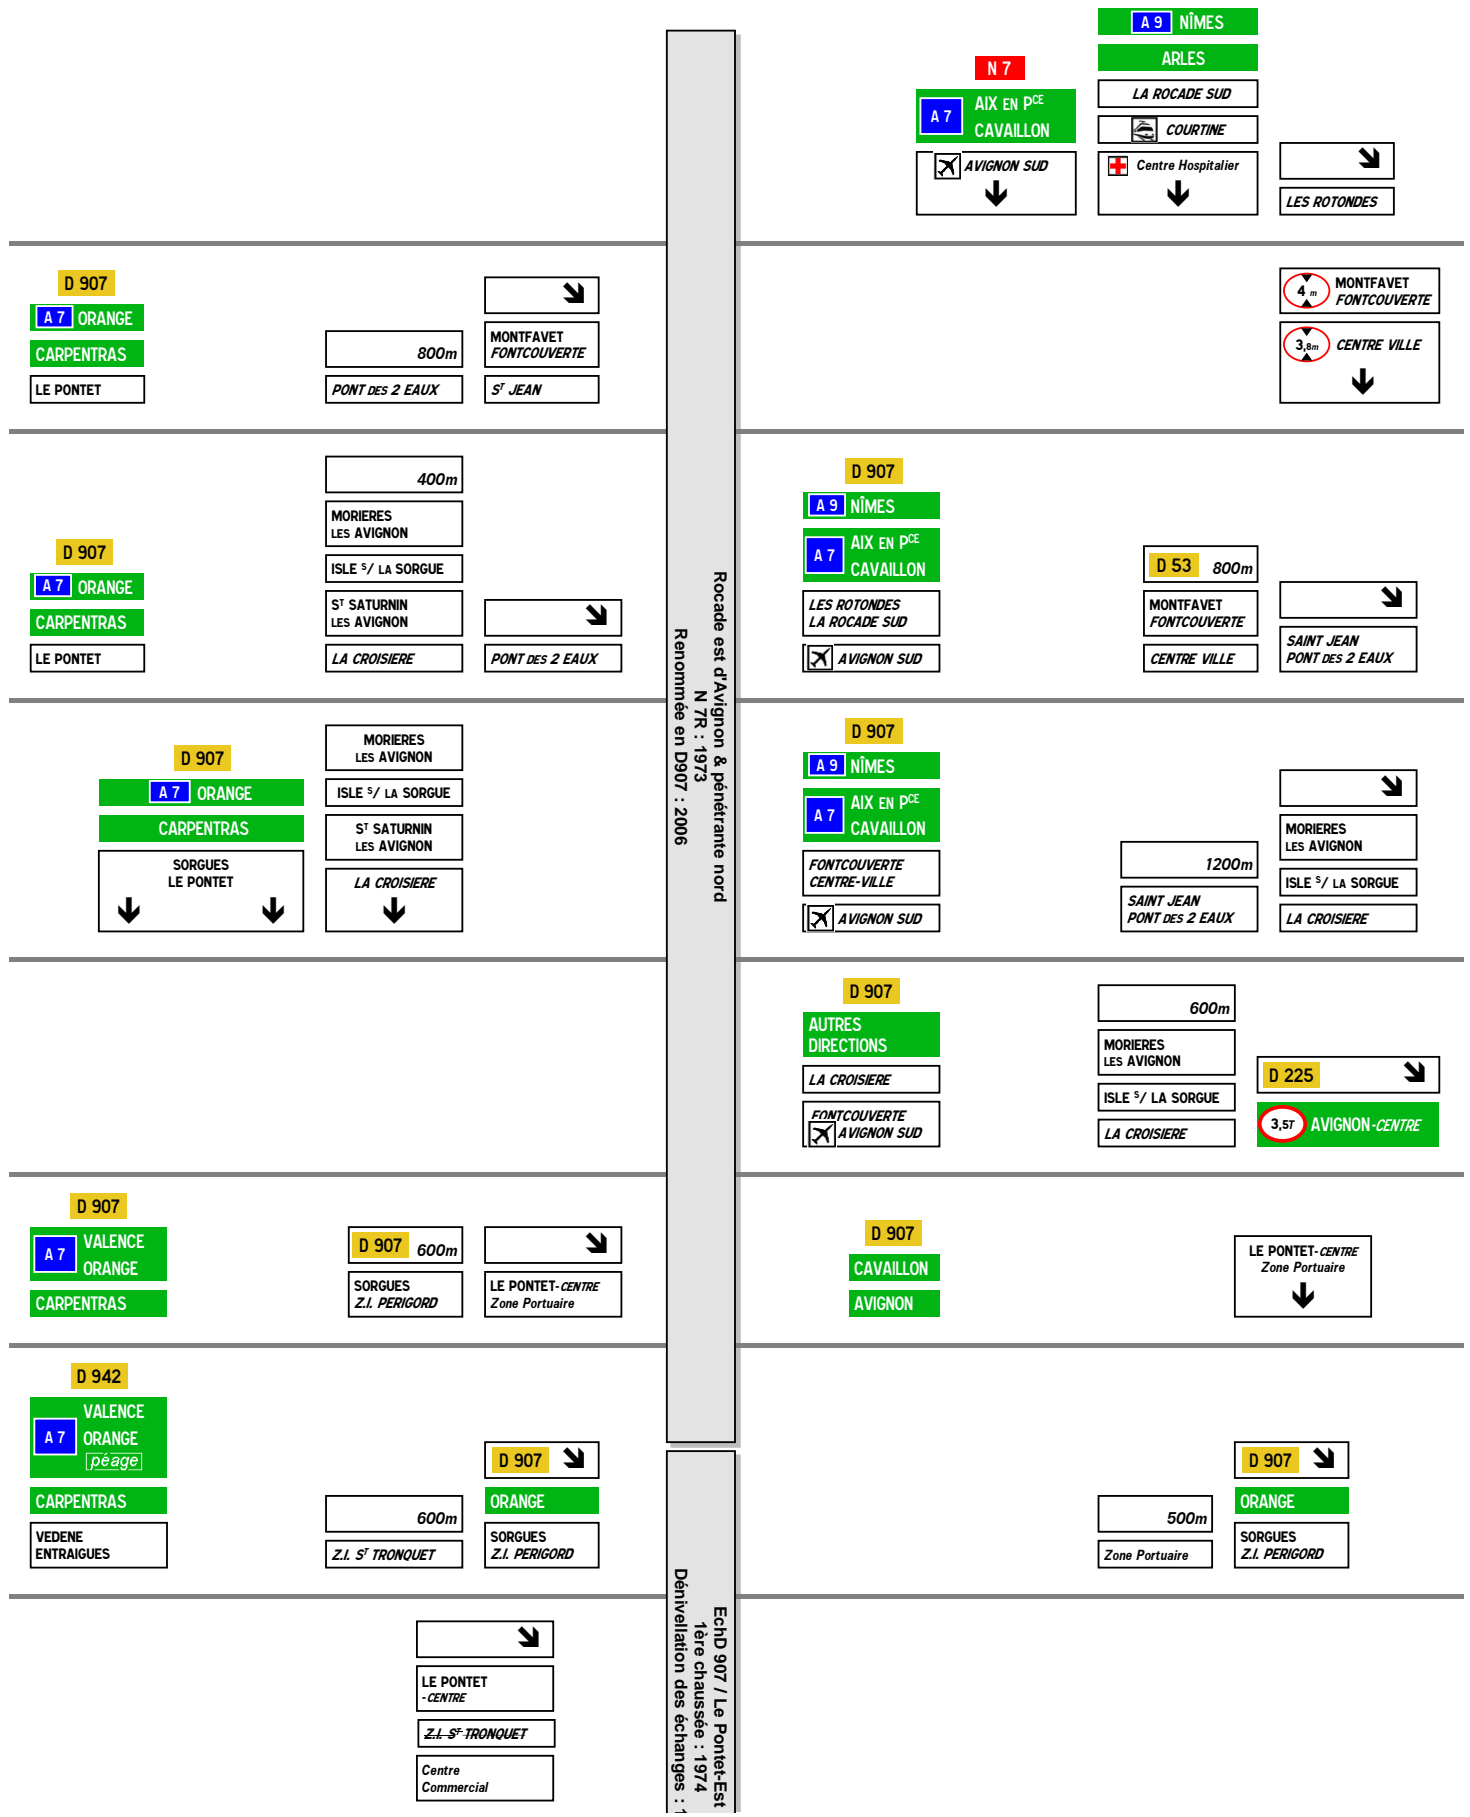 A 9 NÎMES
ARLES
N 7
LA ROCADE SUD
A 7
AIX EN PCE
CAVAILLON
COURTINE
AVIGNON SUD
Centre Hospitalier
LES ROTONDES
D 907
A 7 ORANGE
CARPENTRAS
LE PONTET
800m
PONT DES 2 EAUX
MONTFAVET
FONTCOUVERTE
ST JEAN
4 m
MONTFAVET
FONTCOUVERTE
3,8m
CENTRE VILLE
D 907
A 7 ORANGE
CARPENTRAS
LE PONTET
400m
MORIERES
LES AVIGNON
ISLE S/ LA SORGUE
ST SATURNIN
LES AVIGNON
LA CROISIERE
PONT DES 2 EAUX
D 907
A 9 NÎMES
A 7
AIX EN PCE
CAVAILLON
LES ROTONDES
LA ROCADE SUD
AVIGNON SUD
D 53 800m
MONTFAVET
FONTCOUVERTE
CENTRE VILLE
SAINT JEAN
PONT DES 2 EAUX
Rocade est d'Avignon & pénétrante nord
N 7R : 1973
Renommée en D907 : 2006
D 907
A 7 ORANGE
CARPENTRAS
SORGUES
LE PONTET
MORIERES
LES AVIGNON
ISLE S/ LA SORGUE
ST SATURNIN
LES AVIGNON
LA CROISIERE
D 907
A 9 NÎMES
A 7
AIX EN PCE
CAVAILLON
FONTCOUVERTE
CENTRE-VILLE
AVIGNON SUD
1200m
SAINT JEAN
PONT DES 2 EAUX
MORIERES
LES AVIGNON
ISLE S/ LA SORGUE
LA CROISIERE
D 907
AUTRES
DIRECTIONS
LA CROISIERE
FONTCOUVERTE
AVIGNON SUD
600m
MORIERES
LES AVIGNON
ISLE S/ LA SORGUE
LA CROISIERE
D 225
3,5T
AVIGNON-CENTRE
D 907
A 7
VALENCE
ORANGE
CARPENTRAS
D 907 600m
SORGUES
Z.I. PERIGORD
LE PONTET-CENTRE
Zone Portuaire
D 907
CAVAILLON
AVIGNON
LE PONTET-CENTRE
Zone Portuaire
D 942
A 7
VALENCE
ORANGE
péage
CARPENTRAS
VEDENE
ENTRAIGUES
600m
Z.I. ST TRONQUET
D 907
ORANGE
SORGUES
Z.I. PERIGORD
500m
Zone Portuaire
D 907
ORANGE
SORGUES
Z.I. PERIGORD
EchD 907 / Le Pontet-Est
1ère chaussée : 1974
Dénivellation des échanges :
LE PONTET
-CENTRE
Z.I. ST TRONQUET
Centre
Commercial